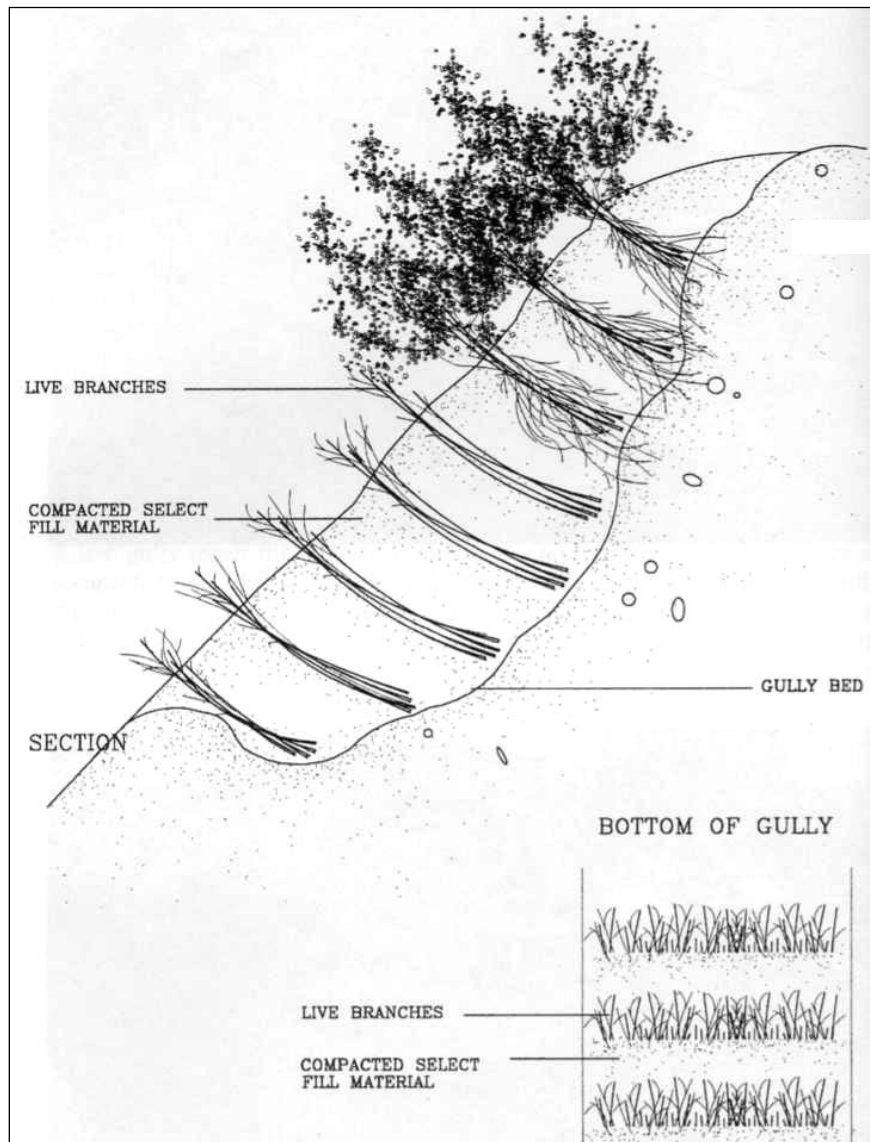 LIVE BRANCHES
COMPACTED SELECT
FILL MATERIAL
GULLY BED
SECTION
BOTTOM OF GULLY
LIVE BRANCHES
COMPACTED SELECT
FILL MATERIAL